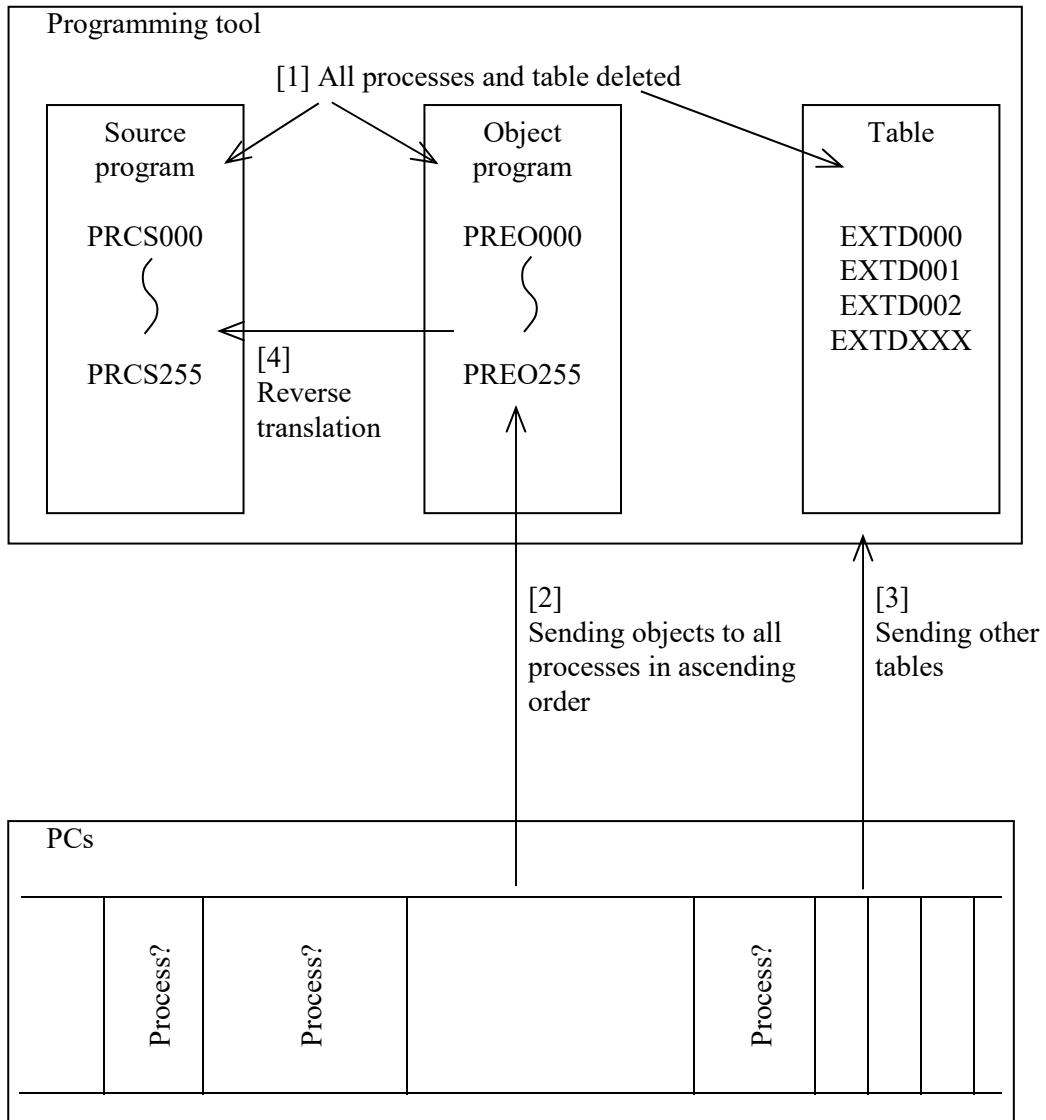 Programming tool
[1] All processes and table deleted
Source
program
PRCS000
PRCS255
Object
program
PREO000
PREO255
Table
EXTD000
EXTD001
EXTD002
EXTDXXX
[4]
Reverse
translation
[2]
Sending objects to all
processes in ascending
order
[3]
Sending other
tables
PCs
Process?
Process?
Process?